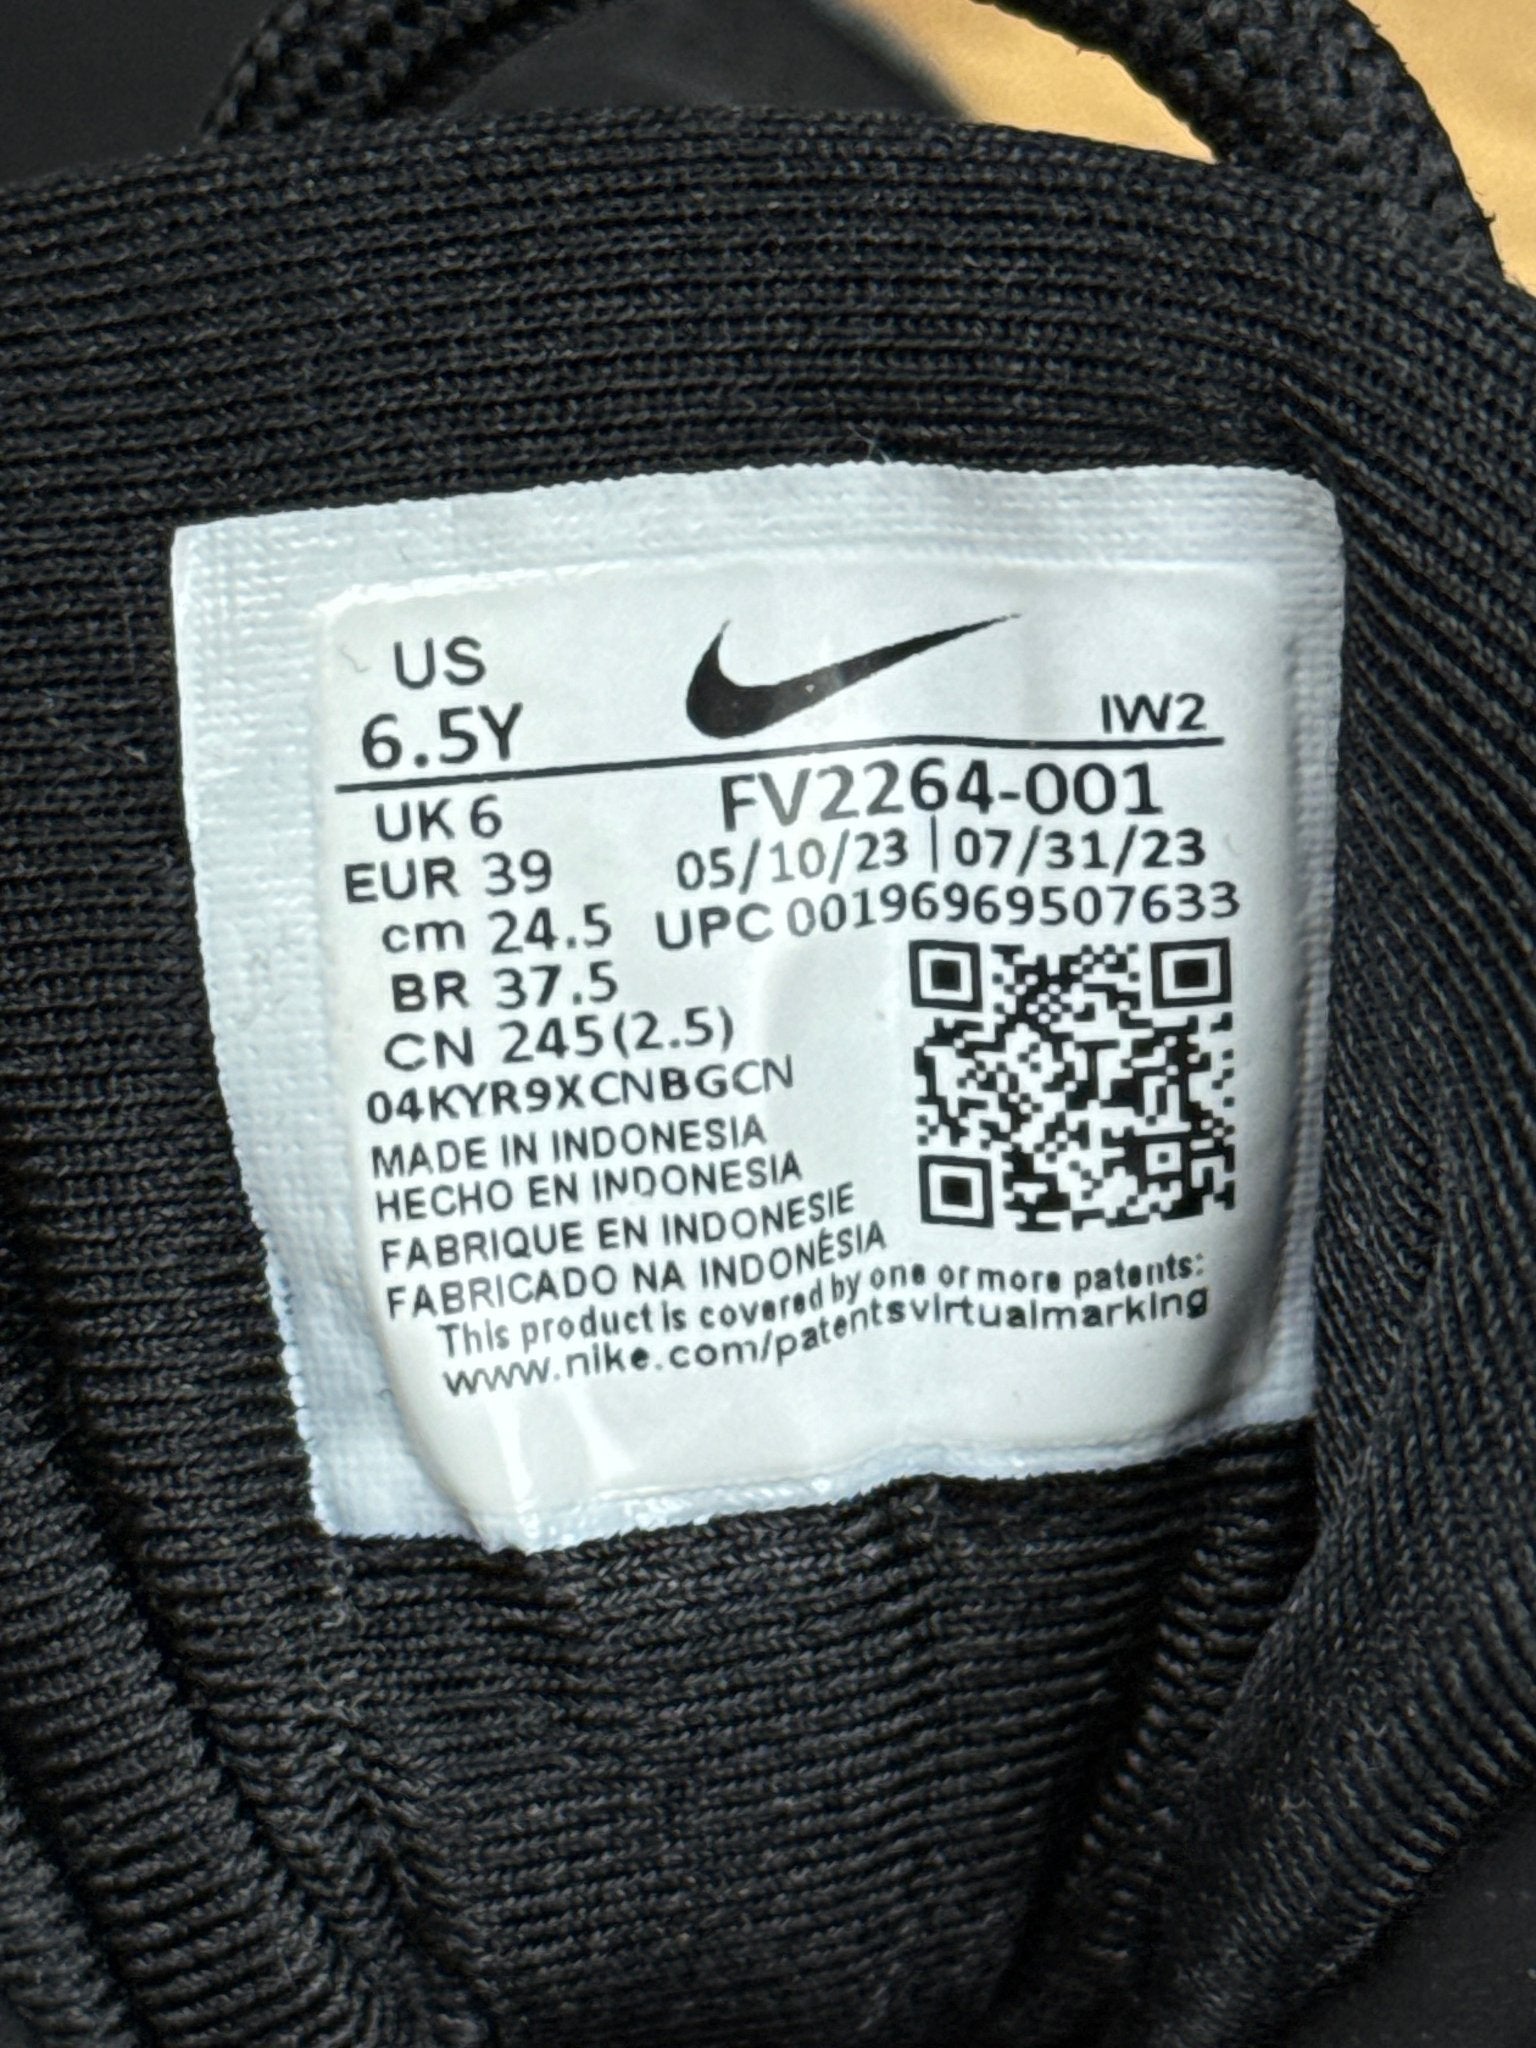 US
6.5Y
IW2
UK 6
FV2264-001
EUR 39
05/10/23 | 07/31/23
cm 24.5
UPC 00196969507633
BR 37.5
CN 245(2.5)
04KYR9XCNBGCN
MADE IN INDONESIA
HECHO EN INDONESIA
FABRIQUE EN INDONESIE
FABRICADO NA INDONÉSIA
This product is covered by one or more patents:
www.nike.com/patentsvirtualmarking